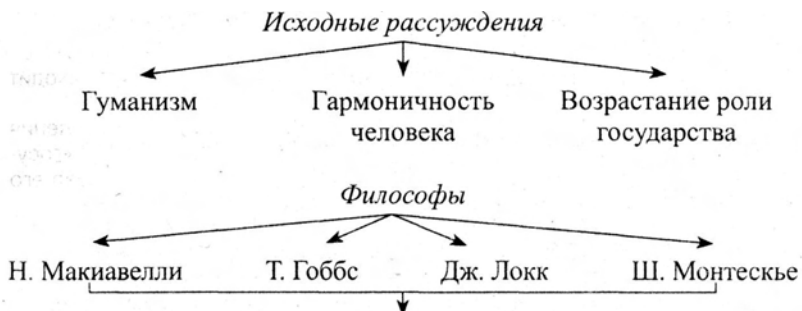 Исходные рассуждения
Гуманизм Гармоничность Возрастание роли
человека государства
Философы
Н. Макиавелли Т. Гоббс Дж. Локк Ш. Монтескье